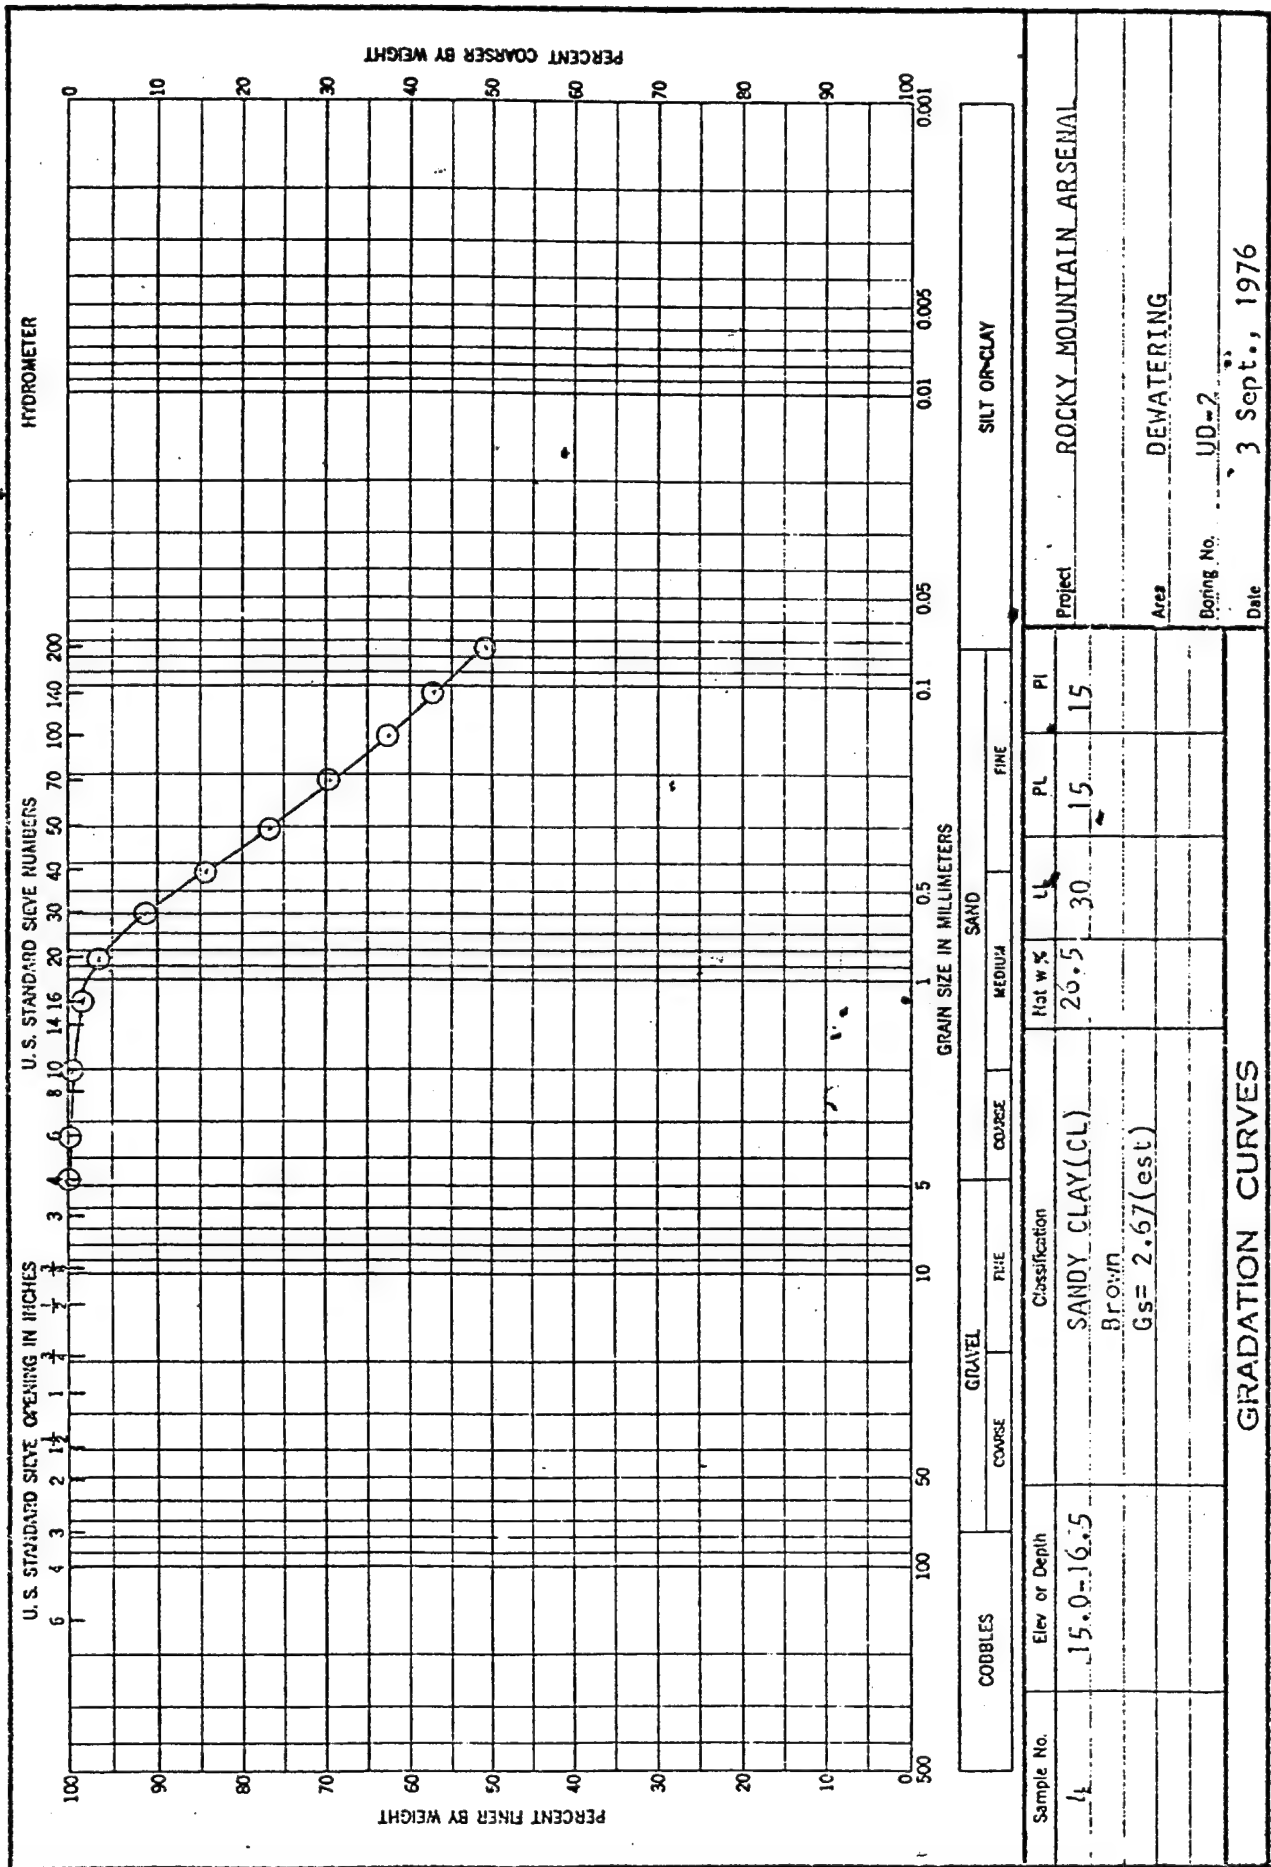 U. S. STANDARD SIEVE OPENING IN INCHES U. S. STANDARD SIEVE NUMBERS HYDROMETER
6 4 3 2 1½ 1 ¾ ½ ⅜ 3 4 6 8 10 14 16 20 30 40 50 70 100 140 200
PERCENT FINER BY WEIGHT
100
90
80
70
60
50
40
30
20
10
0
PERCENT COARSER BY WEIGHT
0
10
20
30
40
50
60
70
80
90
100
500 100 50 10 5 1 0.5 0.1 0.05 0.01 0.005 0.001
GRAIN SIZE IN MILLIMETERS
COBBLES GRAVEL SAND SILT OR CLAY
COARSE FINE COARSE MEDIUM FINE
Sample No. Elev or Depth Classification Nat w % LL PL PI
4 15.0-16.5 SANDY CLAY(CL) 26.5 30 15 15
Brown
Gs= 2.67(est)
Project ROCKY MOUNTAIN ARSENAL
Area DEWATERING
Boring No. UD-2
Date 3 Sept., 1976
GRADATION CURVES